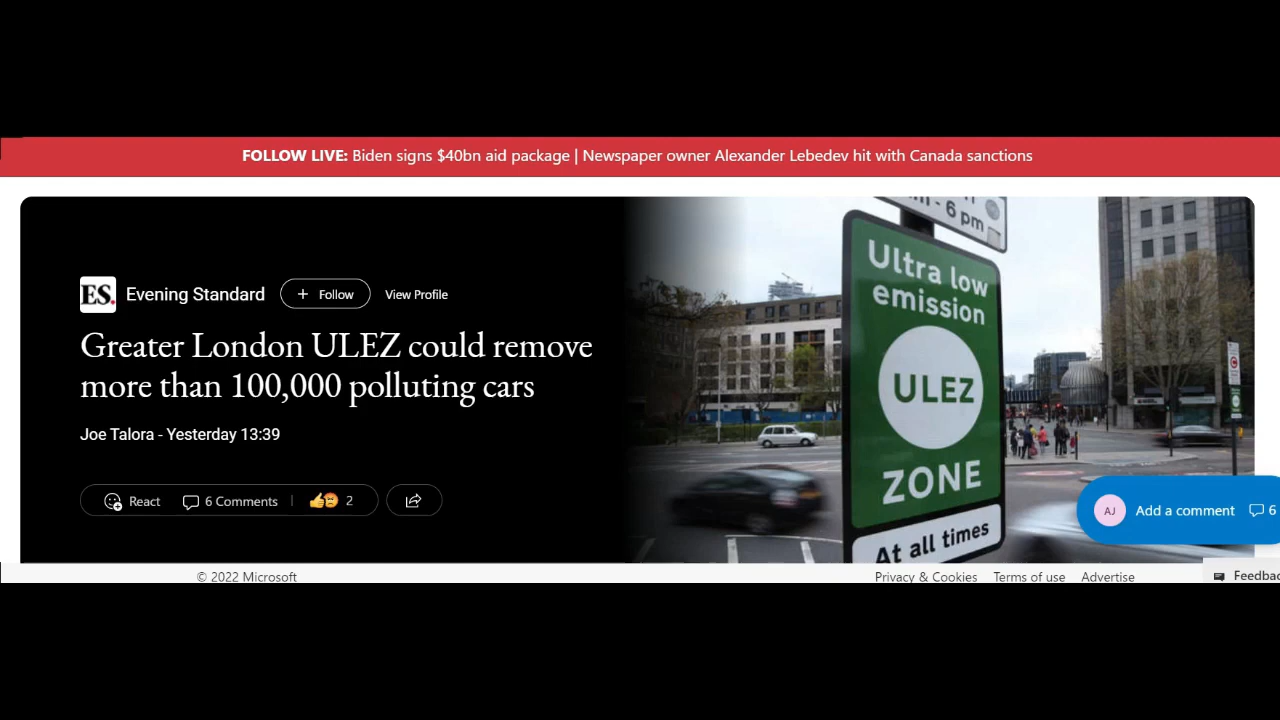 FOLLOW LIVE: Biden signs $40bn aid package | Newspaper owner Alexander Lebedev hit with Canada sanctions
ES.
Evening Standard
+ Follow
View Profile
Greater London ULEZ could remove
more than 100,000 polluting cars
Joe Talora - Yesterday 13:39
React
6 Comments
2
- 6 pm
Ultra low
emission
ULEZ
ZONE
At all times
AJ
Add a comment
6
© 2022 Microsoft
Privacy & Cookies
Terms of use
Advertise